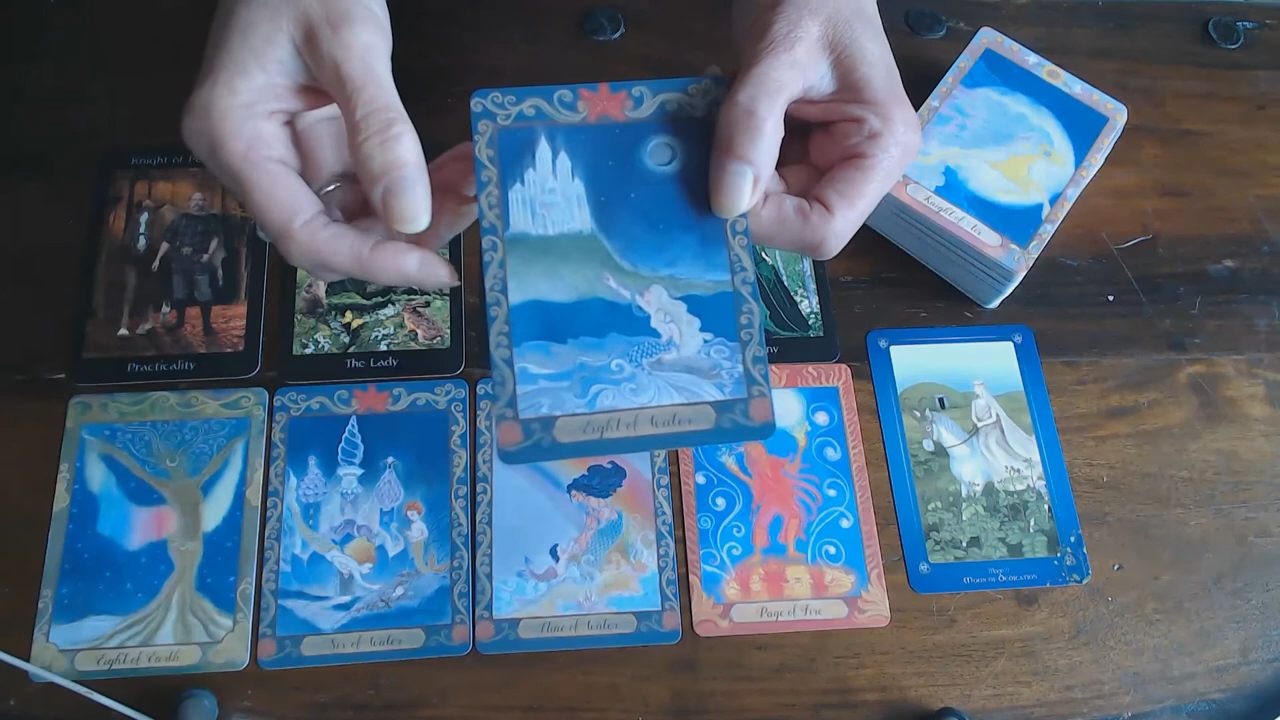 Knight of
Practicality
The Lady
ny
Knight of Air
Eight of Water
Eight of Earth
Six of Water
Nine of Water
Page of Fire
Moon of Dedication